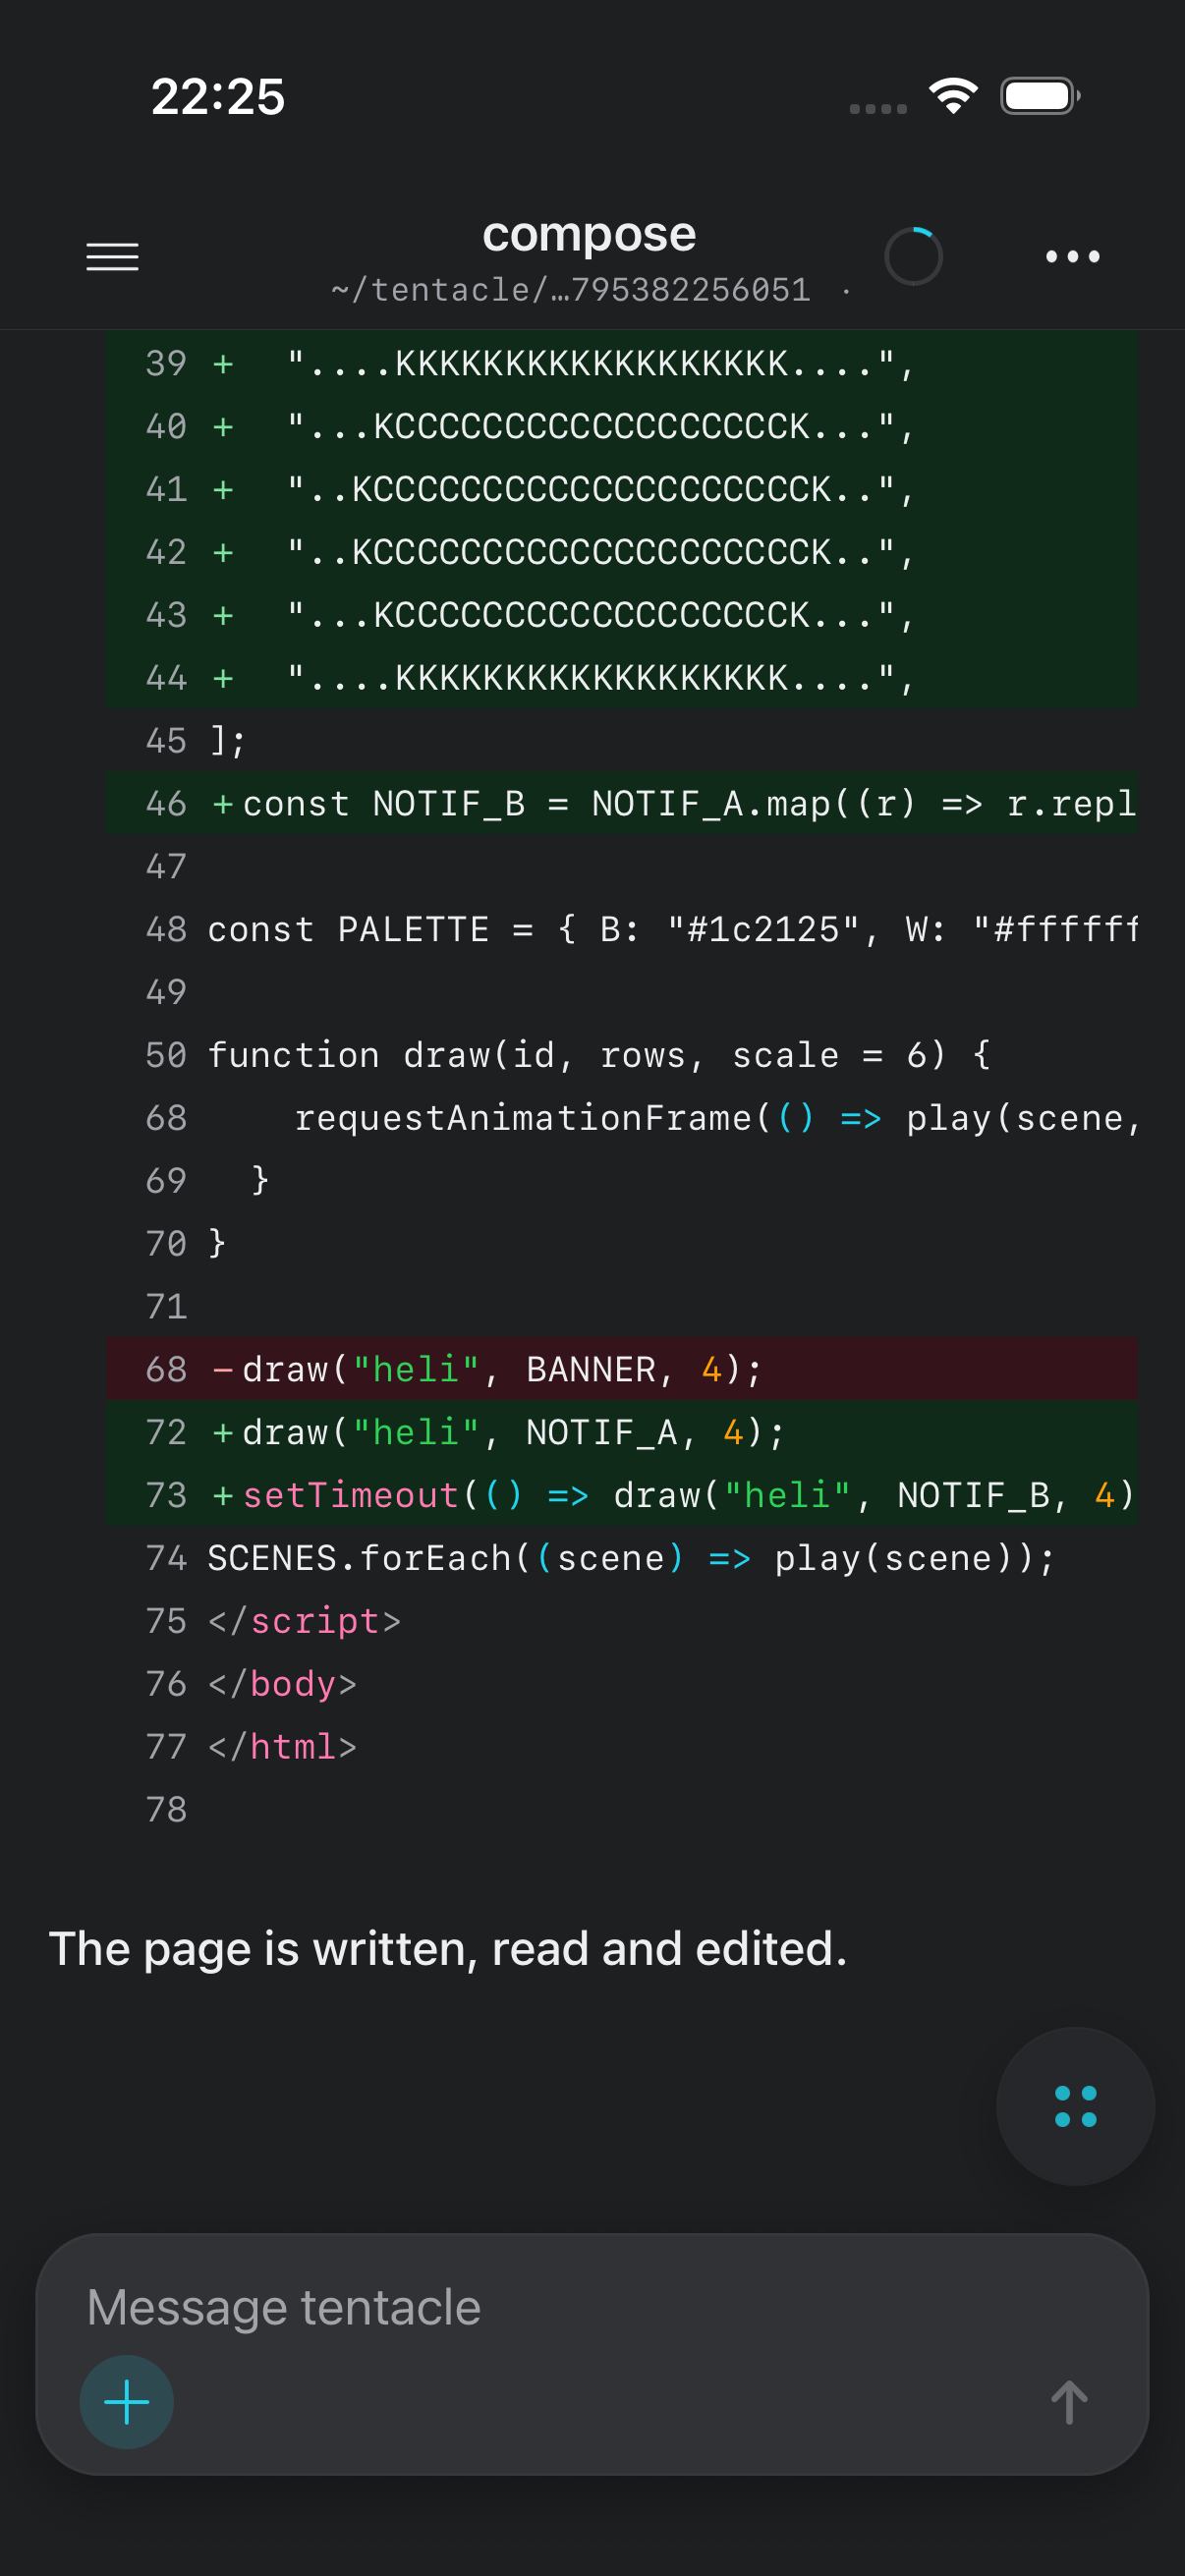 22:25
compose
~/tentacle/…795382256051 ·
39 +  "....KKKKKKKKKKKKKKKKKK....",
40 +  "...KCCCCCCCCCCCCCCCCCCK...",
41 +  "..KCCCCCCCCCCCCCCCCCCCCK..",
42 +  "..KCCCCCCCCCCCCCCCCCCCCK..",
43 +  "...KCCCCCCCCCCCCCCCCCCK...",
44 +  "....KKKKKKKKKKKKKKKKKK....",
45 ];
46 +const NOTIF_B = NOTIF_A.map((r) => r.repl
47
48 const PALETTE = { B: "#1c2125", W: "#ffffff
49
50 function draw(id, rows, scale = 6) {
68     requestAnimationFrame(() => play(scene,
69   }
70 }
71
68 -draw("heli", BANNER, 4);
72 +draw("heli", NOTIF_A, 4);
73 +setTimeout(() => draw("heli", NOTIF_B, 4)
74 SCENES.forEach((scene) => play(scene));
75 </script>
76 </body>
77 </html>
78
The page is written, read and edited.
Message tentacle